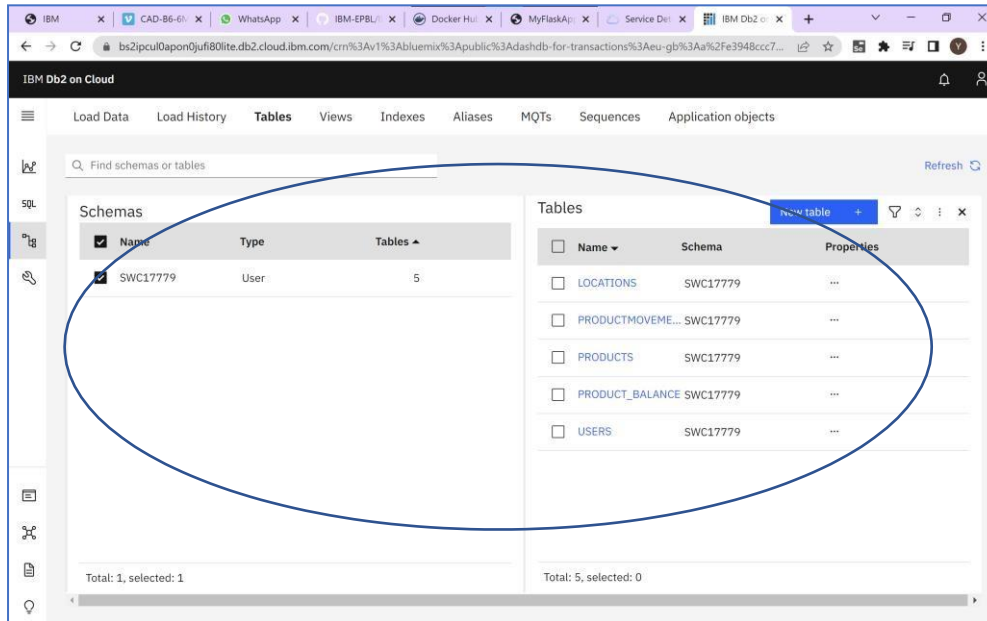 IBM
CAD-B6-6N
WhatsApp
IBM-EPBL/
Docker Hu
MyFlaskAp
Service Det
IBM Db2 o
bs2ipcul0apon0jufi80lite.db2.cloud.ibm.com/crn%3Av1%3Abluemix%3Apublic%3Adashdb-for-transactions%3Aeu-gb%3Aa%2Fe3948ccc7...
Y
IBM Db2 on Cloud
Load Data Load History Tables Views Indexes Aliases MQTs Sequences Application objects
Find schemas or tables
Refresh
SQL
Schemas
Name Type Tables
SWC17779 User 5
Total: 1, selected: 1
Tables
New table +
Name Schema Properties
LOCATIONS SWC17779 ...
PRODUCTMOVEME... SWC17779 ...
PRODUCTS SWC17779 ...
PRODUCT_BALANCE SWC17779 ...
USERS SWC17779 ...
Total: 5, selected: 0